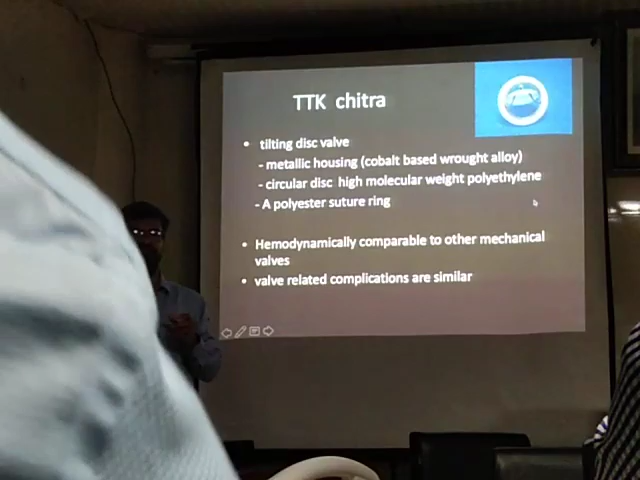 TTK chitra
• tilting disc valve
- metallic housing (cobalt based wrought alloy)
- circular disc high molecular weight polyethylene
- A polyester suture ring
• Hemodynamically comparable to other mechanical
valves
• valve related complications are similar